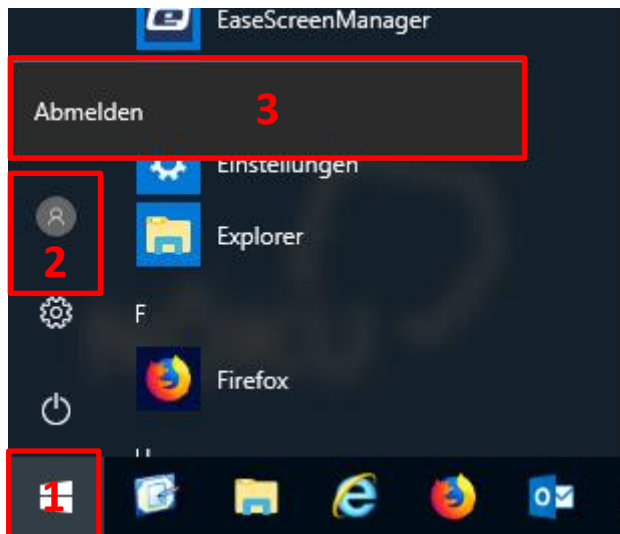 EaseScreenManager
Abmelden 3
Einstellungen
2
Explorer
F
Firefox
1